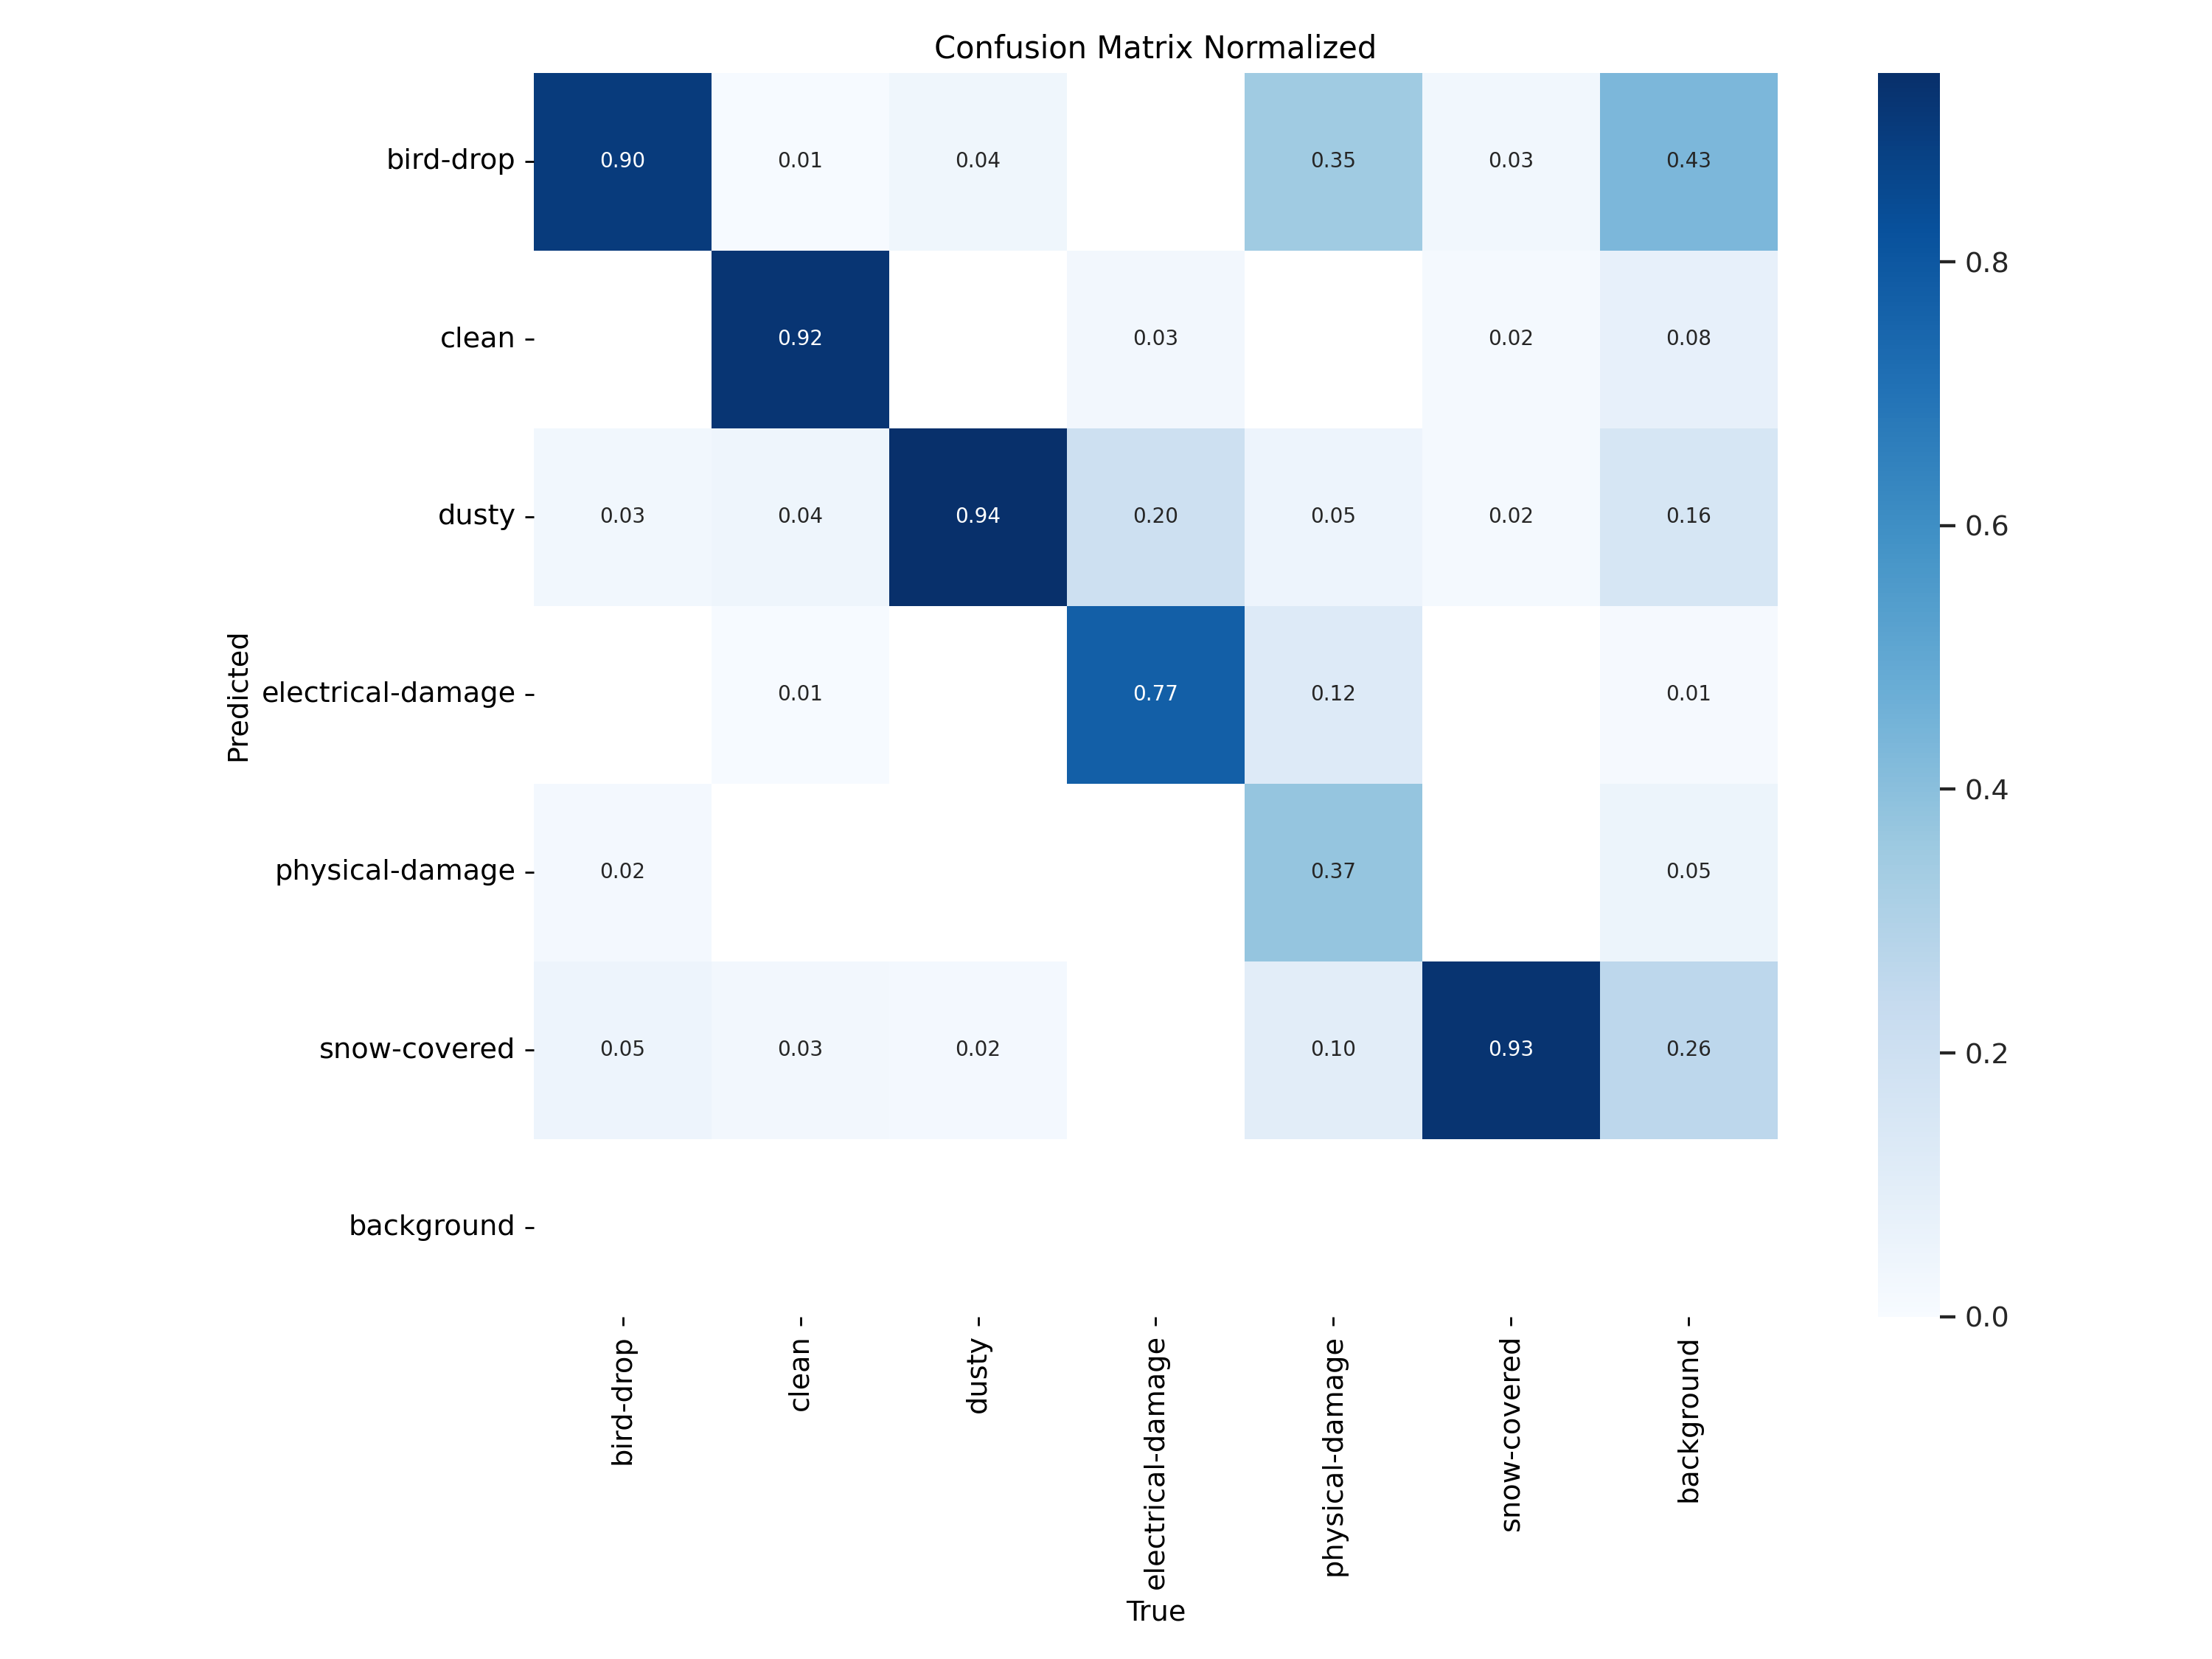 Confusion Matrix Normalized
bird-drop
0.90
0.01
0.04
0.35
0.03
0.43
clean
0.92
0.03
0.02
0.08
dusty
0.03
0.04
0.94
0.20
0.05
0.02
0.16
electrical-damage
0.01
0.77
0.12
0.01
physical-damage
0.02
0.37
0.05
snow-covered
0.05
0.03
0.02
0.10
0.93
0.26
background
Predicted
bird-drop
clean
dusty
electrical-damage
physical-damage
snow-covered
background
True
0.8
0.6
0.4
0.2
0.0